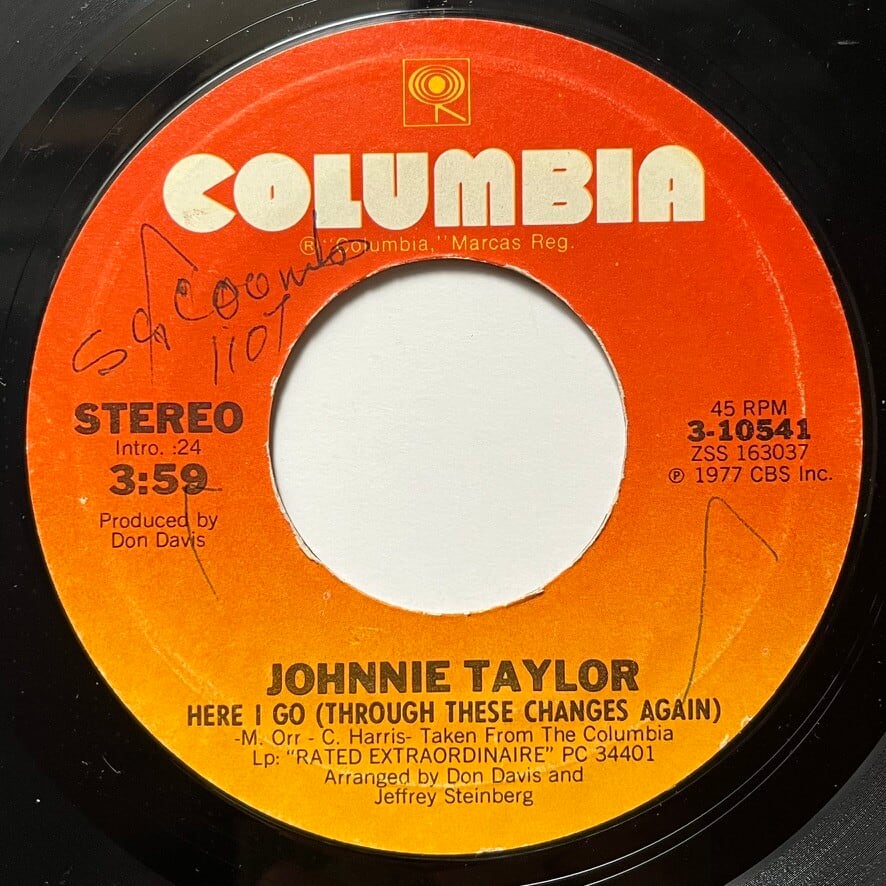 COLUMBIA
® "Columbia," Marcas Reg.
STEREO
Intro. :24
3:59
Produced by
Don Davis
45 RPM
3-10541
ZSS 163037
℗ 1977 CBS Inc.
JOHNNIE TAYLOR
HERE I GO (THROUGH THESE CHANGES AGAIN)
-M. Orr - C. Harris- Taken From The Columbia
Lp: "RATED EXTRAORDINAIRE" PC 34401
Arranged by Don Davis and
Jeffrey Steinberg